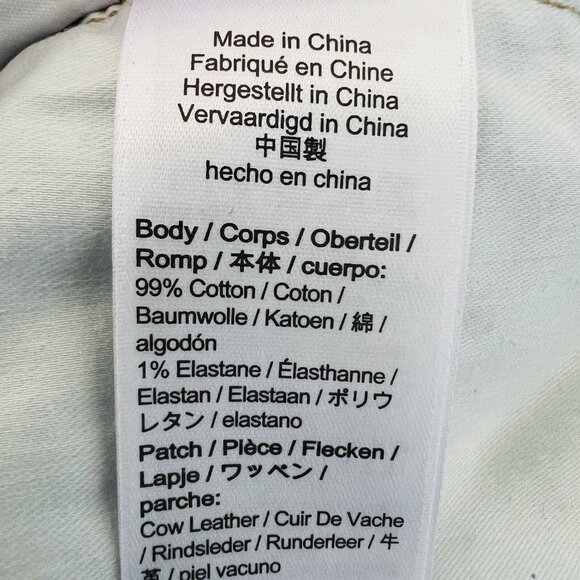 Made in China
Fabriqué en Chine
Hergestellt in China
Vervaardigd in China
中国製
hecho en china
Body / Corps / Oberteil /
Romp / 本体 / cuerpo:
99% Cotton / Coton /
Baumwolle / Katoen / 綿 /
algodón
1% Elastane / Élasthanne /
Elastan / Elastaan / ポリウ
レタン / elastano
Patch / Plèce / Flecken /
Lapje / ワッペン /
parche:
Cow Leather / Cuir De Vache
/ Rindsleder / Runderleer / 牛
革 / piel vacuno